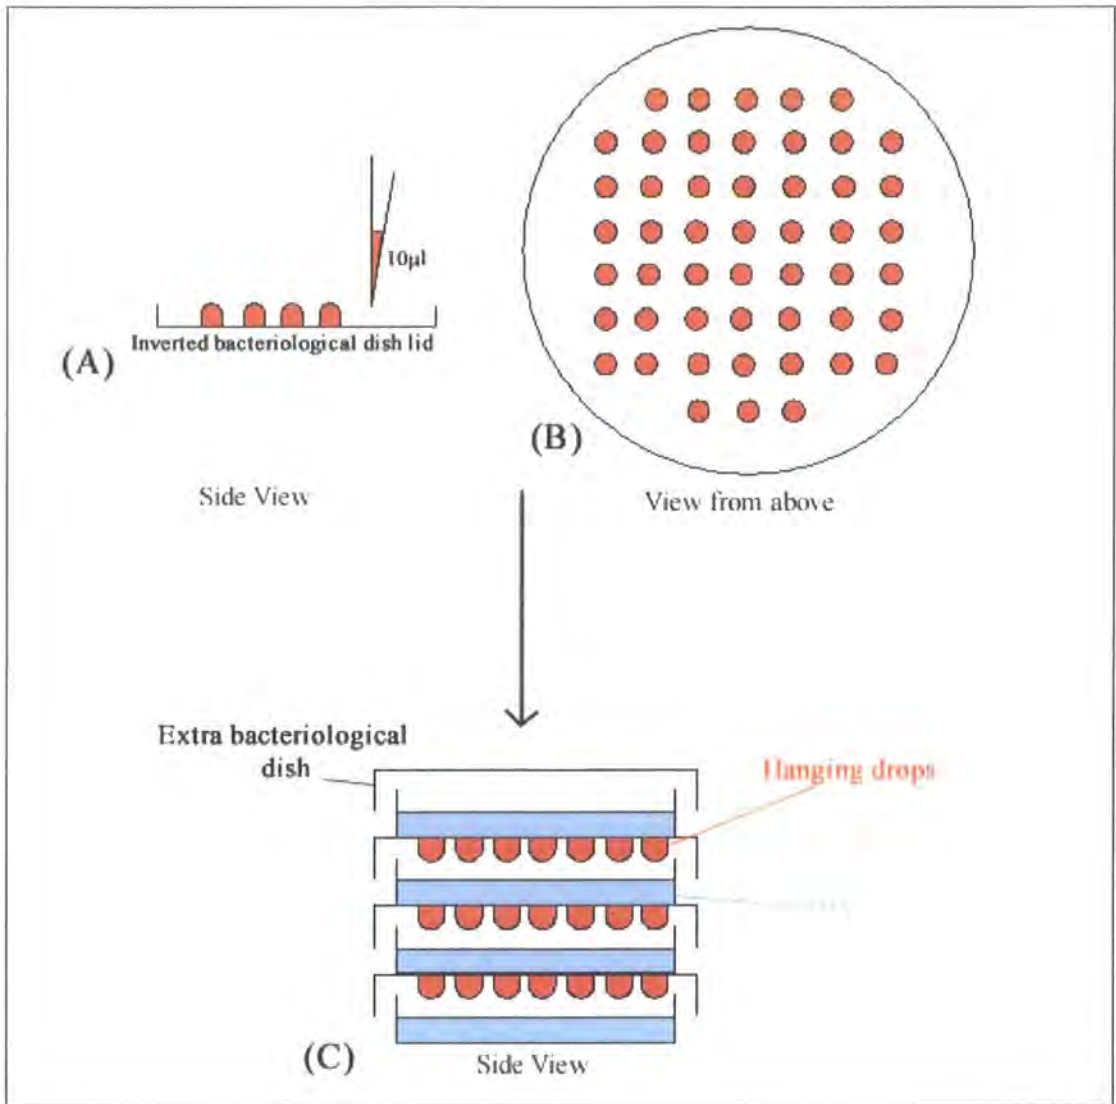 10µl
Inverted bacteriological dish lid
(A)
(B)
Side View
View from above
Extra bacteriological
dish
Hanging drops
(C)
Side View